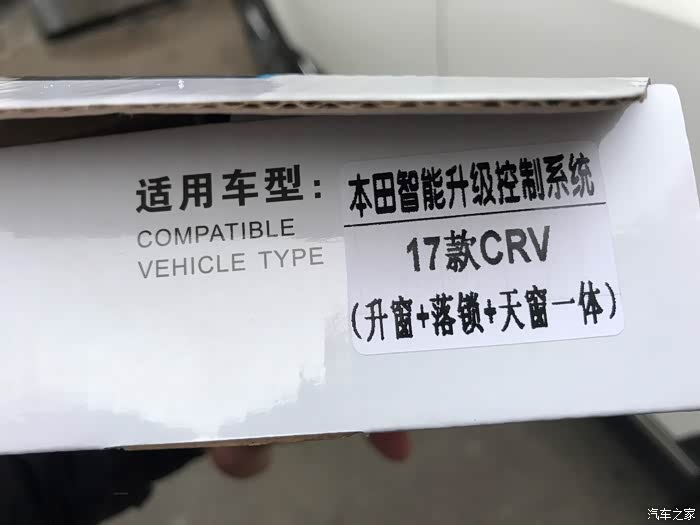 适用车型：
COMPATIBLE
VEHICLE TYPE
本田智能升级控制系统
17款CRV
(升窗+落锁+天窗一体)
汽车之家